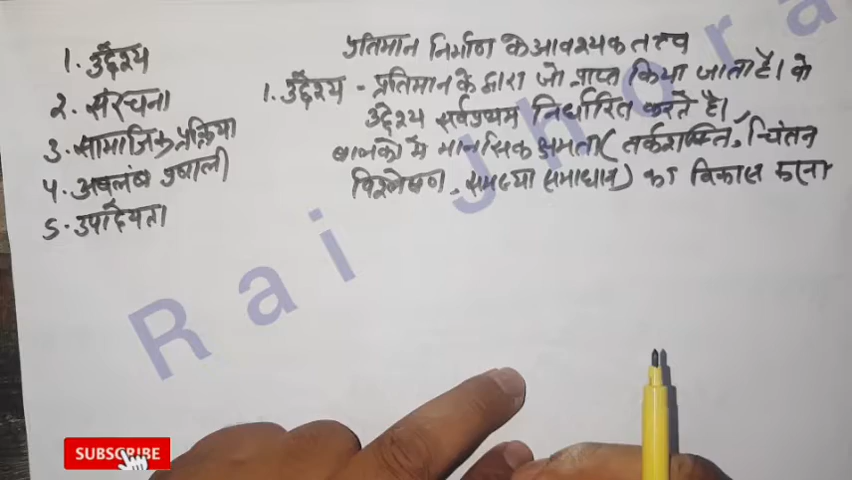 1. उद्देश्य
2. संरचना
3. सामाजिक प्रक्रिया
4. अवलंब प्रणाली
5. उपादेयता
प्रतिमान निर्माण के आवश्यक तत्त्व
1. उद्देश्य - प्रतिमान के द्वारा जो प्राप्त किया जाता है। के
उद्देश्य सर्वप्रथम निर्धारित करते है।
बालको में मानसिक क्षमता ( तर्कशक्ति, चिंतन
विश्लेषण, समस्या समाधान) का विकास करना
Rai Jhora
SUBSCRIBE